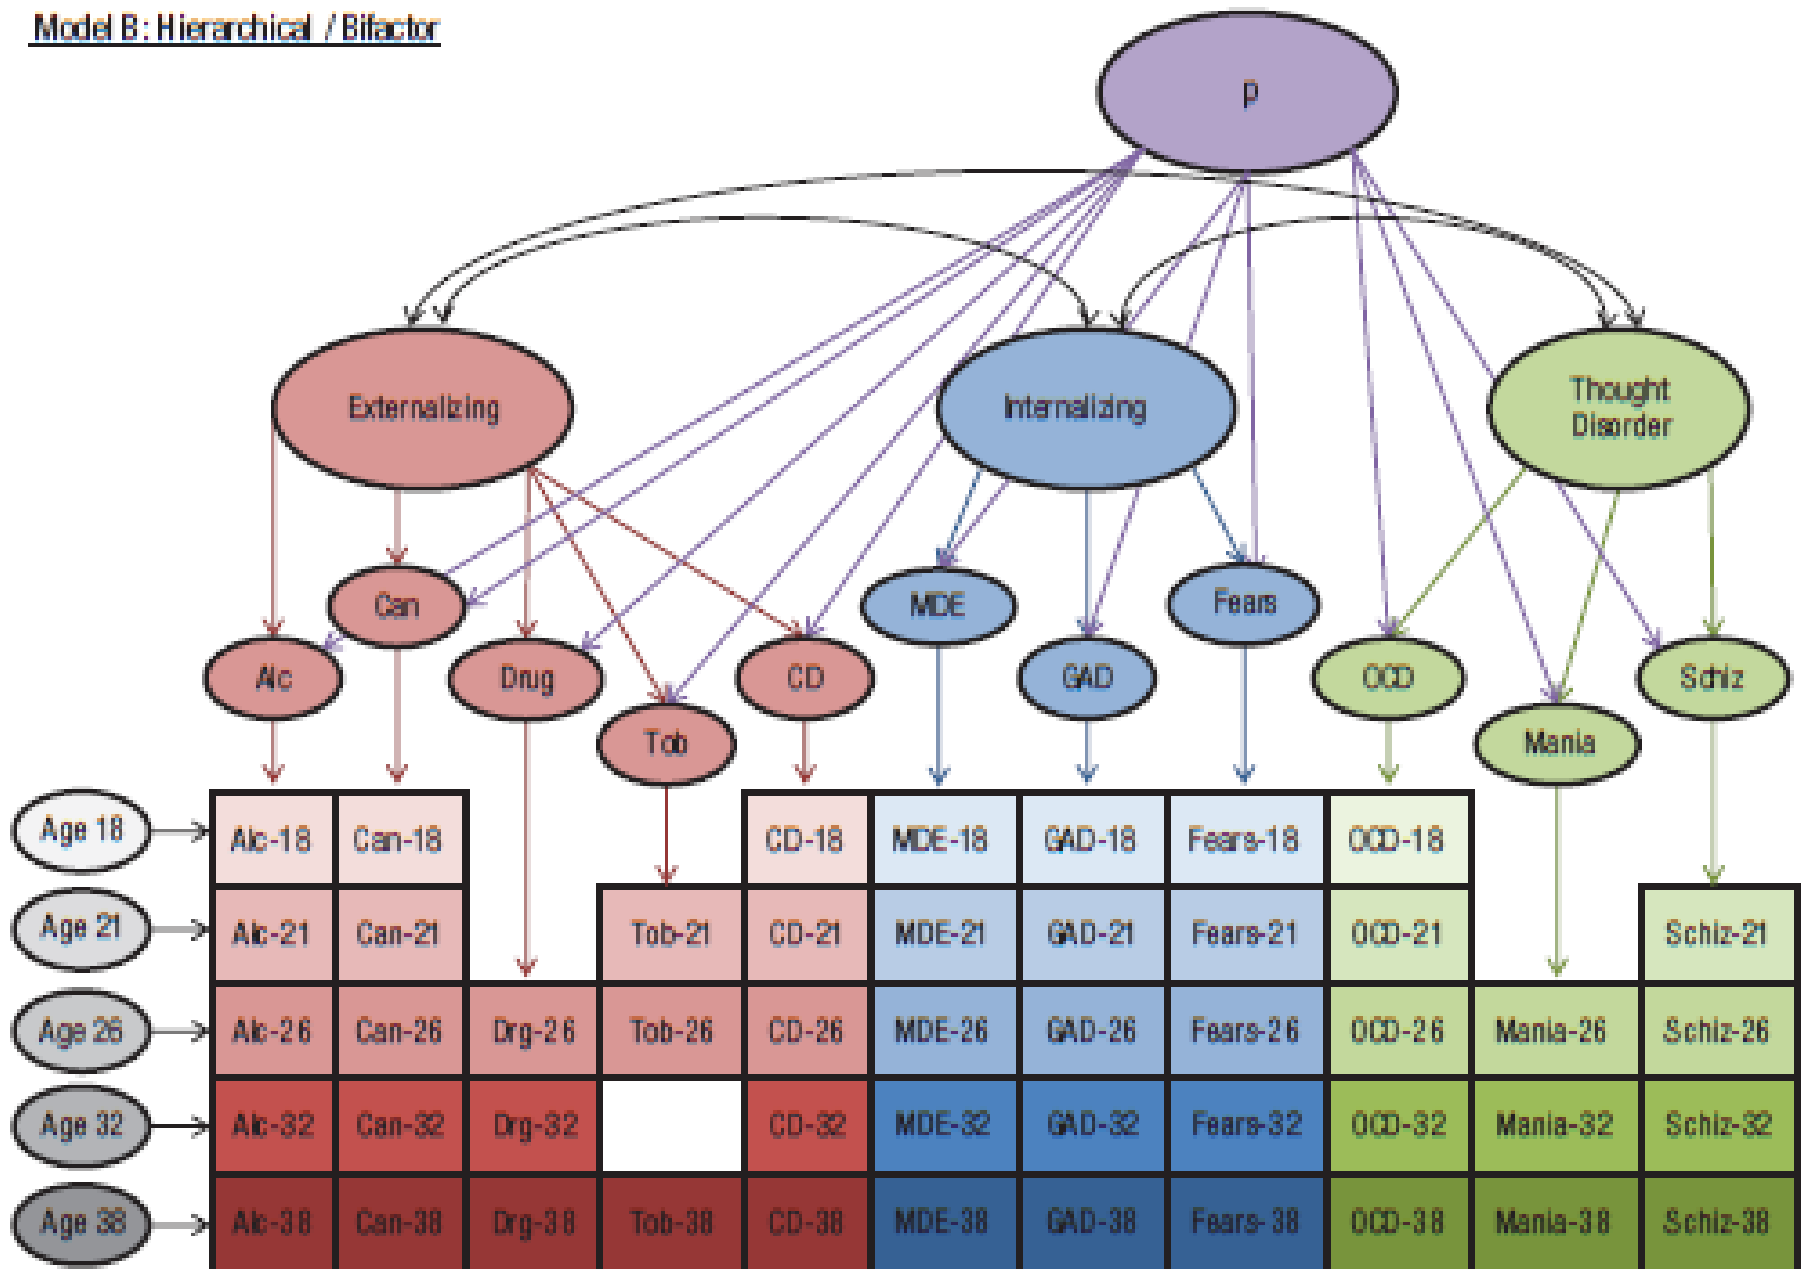 Model B: Hierarchical / Bifactor
p
Externalizing
Internalizing
Thought
Disorder
Can
MDE
Fears
Alc
Drug
CD
GAD
OCD
Schiz
Tob
Mania
Age 18
Alc-18
Can-18
CD-18
MDE-18
GAD-18
Fears-18
OCD-18
Age 21
Alc-21
Can-21
Tob-21
CD-21
MDE-21
GAD-21
Fears-21
OCD-21
Schiz-21
Age 26
Alc-26
Can-26
Drg-26
Tob-26
CD-26
MDE-26
GAD-26
Fears-26
OCD-26
Mania-26
Schiz-26
Age 32
Alc-32
Can-32
Drg-32
CD-32
MDE-32
GAD-32
Fears-32
OCD-32
Mania-32
Schiz-32
Age 38
Alc-38
Can-38
Drg-38
Tob-38
CD-38
MDE-38
GAD-38
Fears-38
OCD-38
Mania-38
Schiz-38